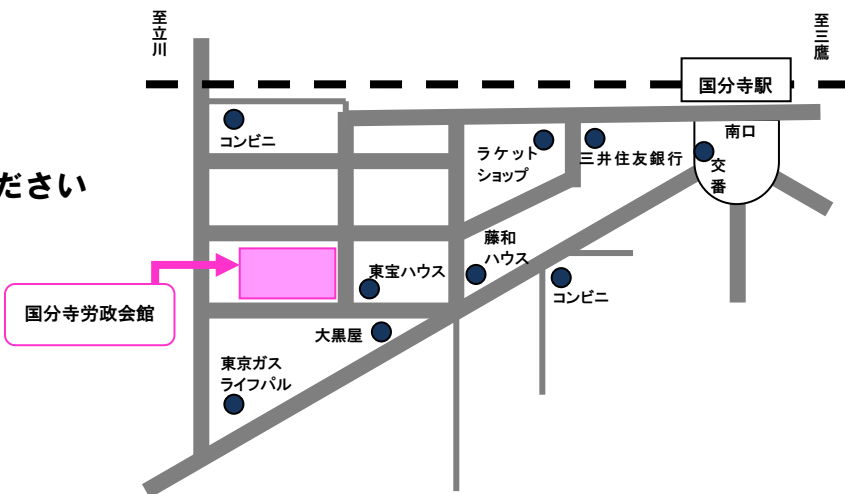 至立川
至三鷹
国分寺駅
コンビニ
ラケット
ショップ
三井住友銀行
南口
交番
ださい
藤和
ハウス
東宝ハウス
コンビニ
国分寺労政会館
大黒屋
東京ガス
ライフパル